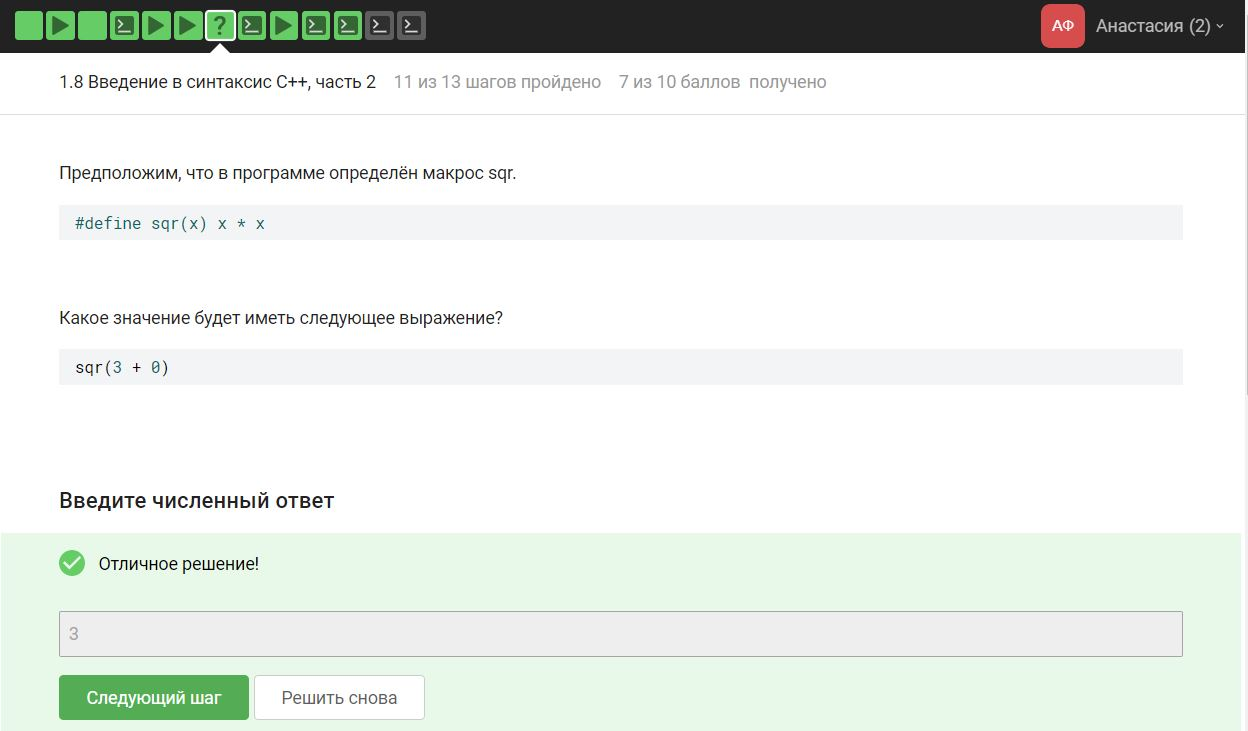 ?
АФ
Анастасия (2)
1.8 Введение в синтаксис C++, часть 2 11 из 13 шагов пройдено 7 из 10 баллов получено
Предположим, что в программе определён макрос sqr.
#define sqr(x) x * x
Какое значение будет иметь следующее выражение?
sqr(3 + 0)
Введите численный ответ
Отличное решение!
3
Следующий шаг
Решить снова